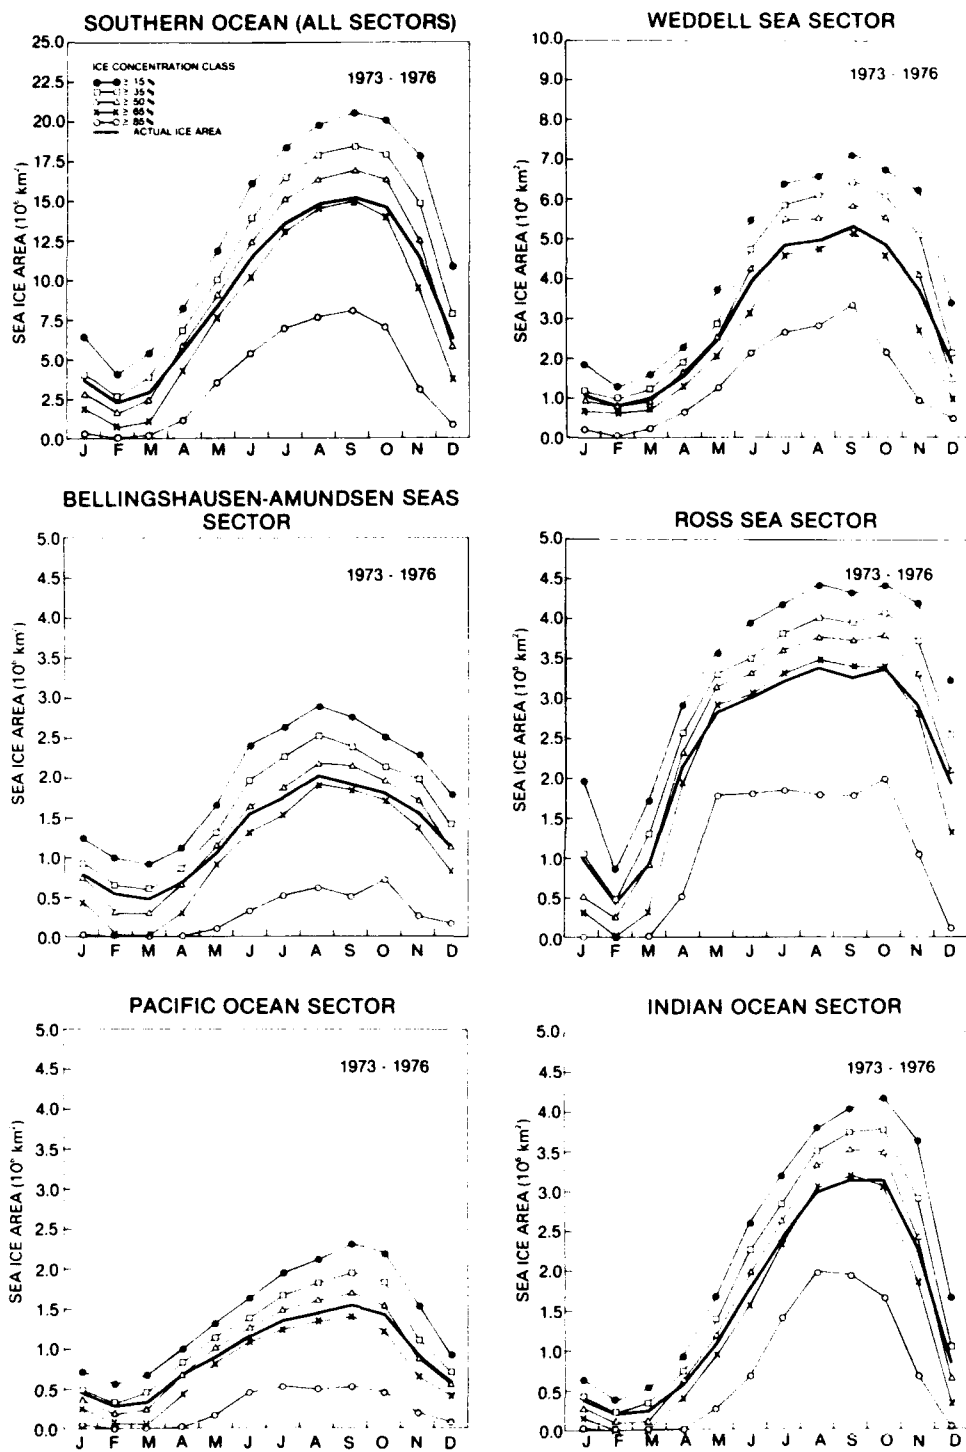 SOUTHERN OCEAN (ALL SECTORS)
25.0
22.5
20.0
17.5
15.0
12.5
10.0
7.5
5.0
2.5
0.0
SEA ICE AREA (10⁶ km²)
ICE CONCENTRATION CLASS
≥ 15 %
≥ 35 %
≥ 50 %
≥ 65 %
≥ 85 %
ACTUAL ICE AREA
1973 - 1976
J F M A M J J A S O N D
WEDDELL SEA SECTOR
10.0
9.0
8.0
7.0
6.0
5.0
4.0
3.0
2.0
1.0
0.0
SEA ICE AREA (10⁶ km²)
1973 - 1976
J F M A M J J A S O N D
BELLINGSHAUSEN-AMUNDSEN SEAS
SECTOR
5.0
4.5
4.0
3.5
3.0
2.5
2.0
1.5
1.0
0.5
0.0
SEA ICE AREA (10⁶ km²)
1973 - 1976
J F M A M J J A S O N D
ROSS SEA SECTOR
5.0
4.5
4.0
3.5
3.0
2.5
2.0
1.5
1.0
0.5
0.0
SEA ICE AREA (10⁶ km²)
1973 - 1976
J F M A M J J A S O N D
PACIFIC OCEAN SECTOR
5.0
4.5
4.0
3.5
3.0
2.5
2.0
1.5
1.0
0.5
0.0
SEA ICE AREA (10⁶ km²)
1973 - 1976
J F M A M J J A S O N D
INDIAN OCEAN SECTOR
5.0
4.5
4.0
3.5
3.0
2.5
2.0
1.5
1.0
0.5
0.0
SEA ICE AREA (10⁶ km²)
1973 - 1976
J F M A M J J A S O N D